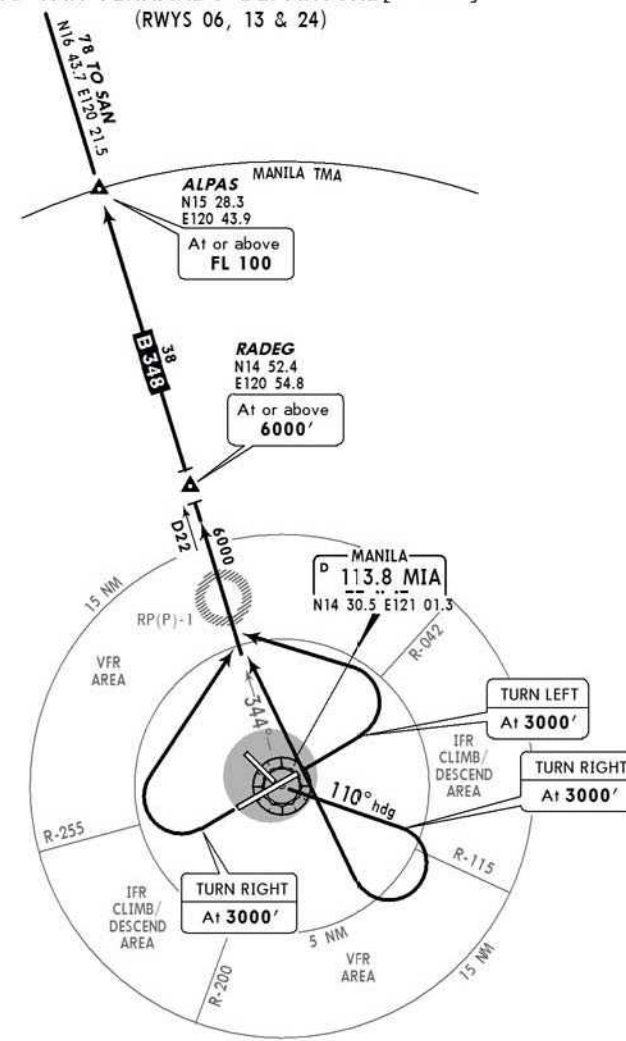 (RWYS 06, 13 & 24)
78 TO SAN
N16 43.7 E120 21.5
MANILA TMA
ALPAS
N15 28.3
E120 43.9
At or above
FL 100
B 348
38
RADEG
N14 52.4
E120 54.8
At or above
6000'
D22
6000
MANILA
D 113.8 MIA
N14 30.5 E121 01.3
15 NM
RP(P)-1
R-042
VFR
AREA
344°
TURN LEFT
At 3000'
IFR
CLIMB/
DESCEND
AREA
TURN RIGHT
At 3000'
110° hdg
R-255
R-115
TURN RIGHT
At 3000'
IFR
CLIMB/
DESCEND
AREA
5 NM
VFR
AREA
R-200
15 NM